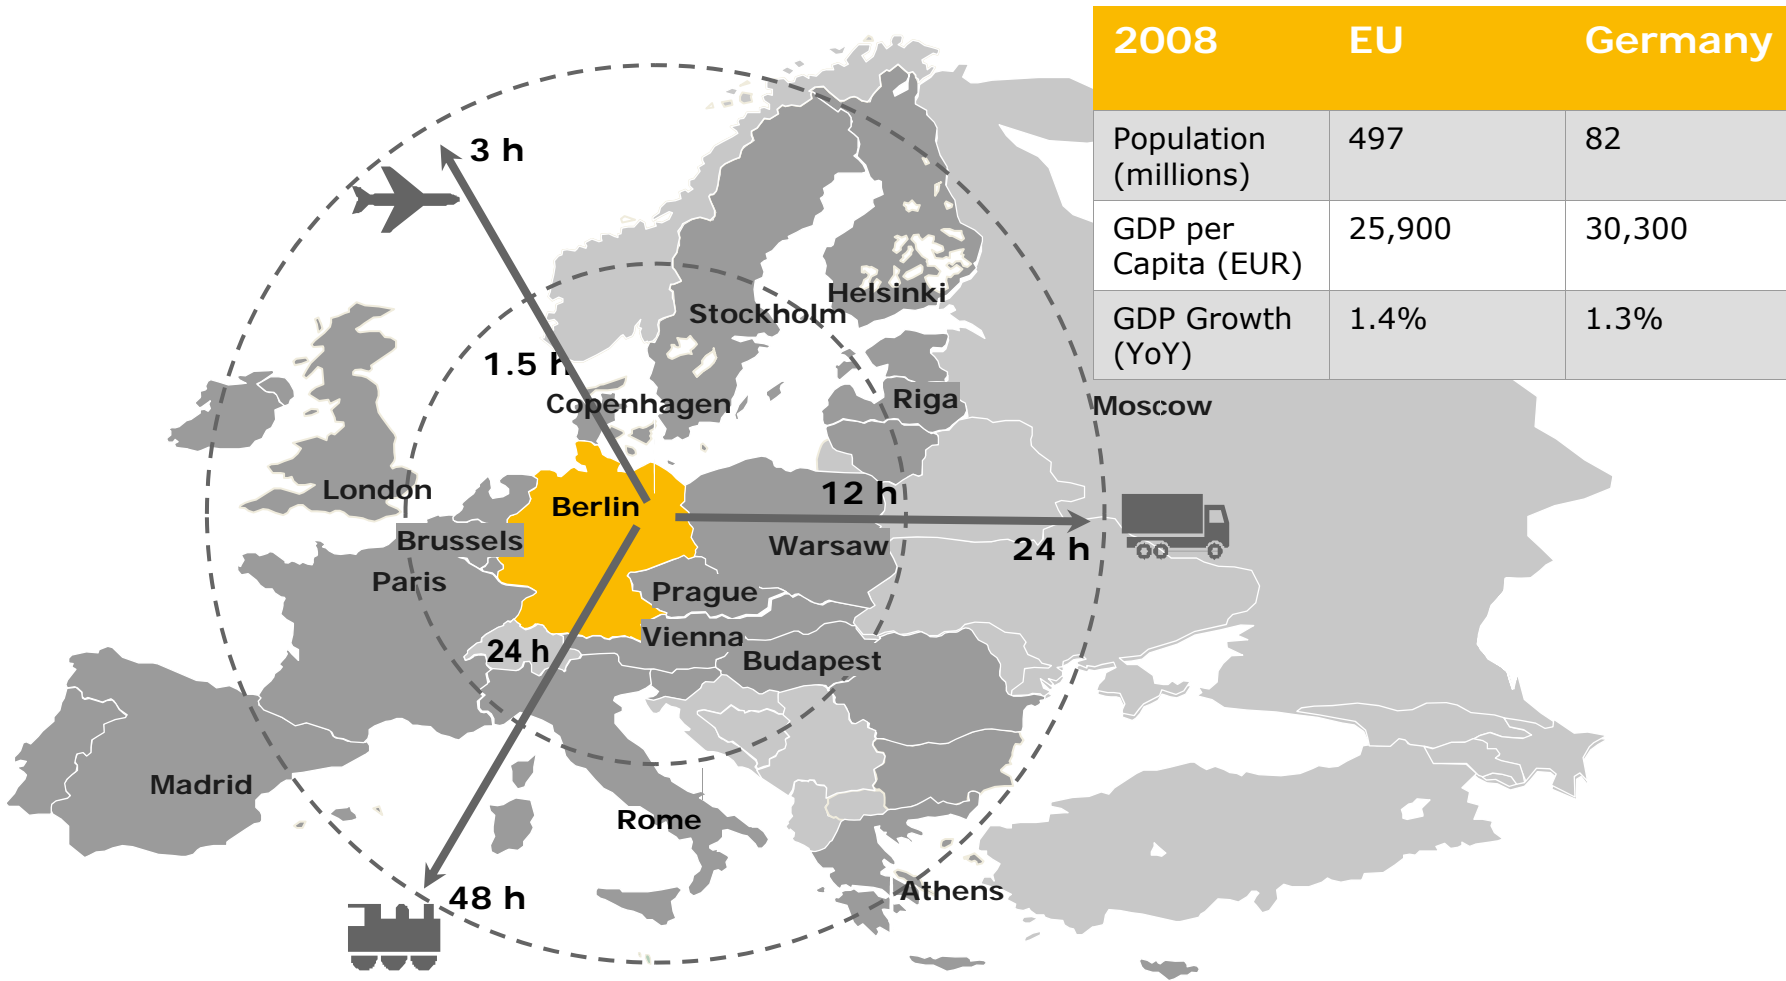 2008 EU Germany
Population (millions) 497 82
GDP per Capita (EUR) 25,900 30,300
GDP Growth (YoY) 1.4% 1.3%
3 h
Helsinki
Stockholm
1.5 h
Copenhagen
Riga
Moscow
London
Berlin
12 h
Brussels
Warsaw
24 h
Paris
Prague
Vienna
24 h
Budapest
Madrid
Rome
48 h
Athens